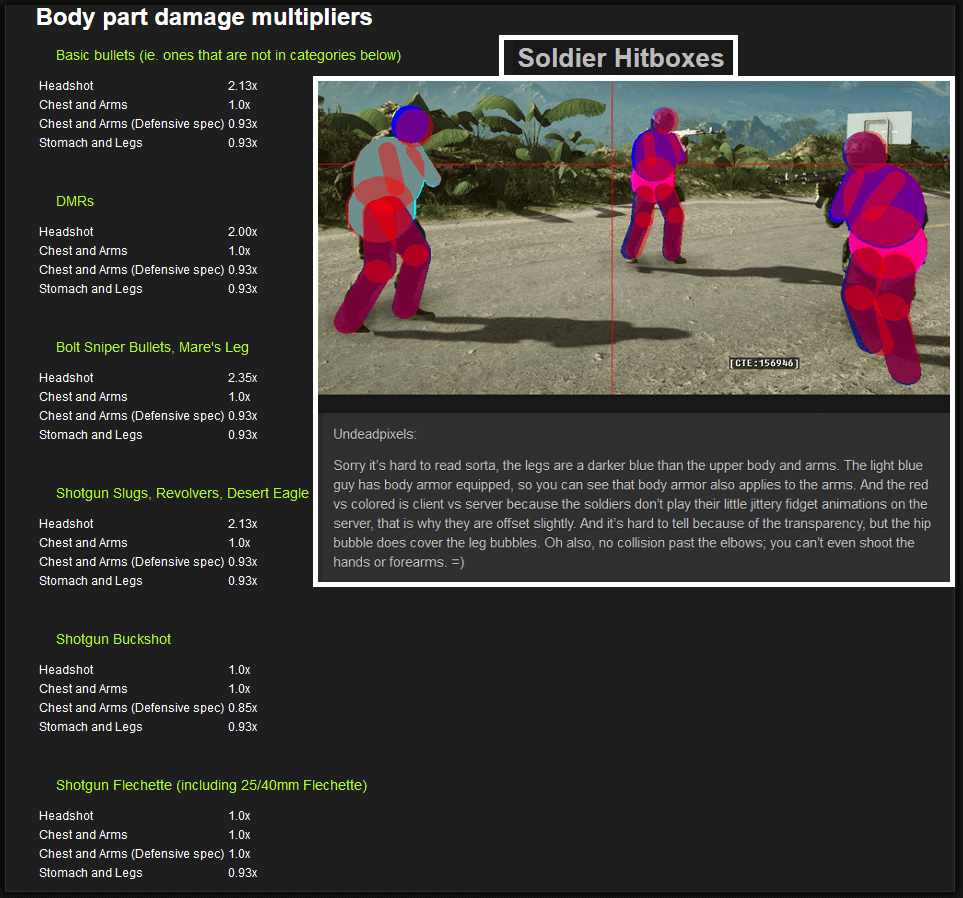 Body part damage multipliers
Basic bullets (ie. ones that are not in categories below)
Headshot 2.13x
Chest and Arms 1.0x
Chest and Arms (Defensive spec) 0.93x
Stomach and Legs 0.93x
DMRs
Headshot 2.00x
Chest and Arms 1.0x
Chest and Arms (Defensive spec) 0.93x
Stomach and Legs 0.93x
Bolt Sniper Bullets, Mare's Leg
Headshot 2.35x
Chest and Arms 1.0x
Chest and Arms (Defensive spec) 0.93x
Stomach and Legs 0.93x
Shotgun Slugs, Revolvers, Desert Eagle
Headshot 2.13x
Chest and Arms 1.0x
Chest and Arms (Defensive spec) 0.93x
Stomach and Legs 0.93x
Shotgun Buckshot
Headshot 1.0x
Chest and Arms 1.0x
Chest and Arms (Defensive spec) 0.85x
Stomach and Legs 0.93x
Shotgun Flechette (including 25/40mm Flechette)
Headshot 1.0x
Chest and Arms 1.0x
Chest and Arms (Defensive spec) 1.0x
Stomach and Legs 0.93x
Soldier Hitboxes
[CTE:156946]
Undeadpixels:
Sorry it’s hard to read sorta, the legs are a darker blue than the upper body and arms. The light blue
guy has body armor equipped, so you can see that body armor also applies to the arms. And the red
vs colored is client vs server because the soldiers don’t play their little jittery fidget animations on the
server, that is why they are offset slightly. And it’s hard to tell because of the transparency, but the hip
bubble does cover the leg bubbles. Oh also, no collision past the elbows; you can’t even shoot the
hands or forearms. =)